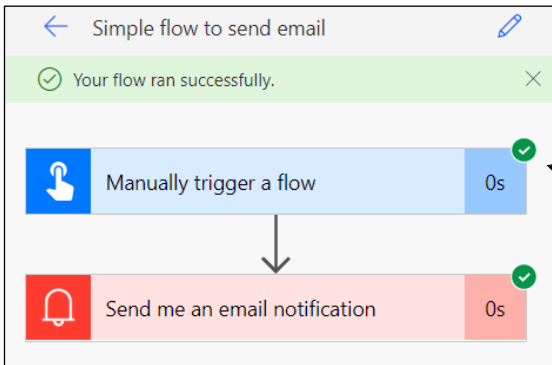 Simple flow to send email
Your flow ran successfully.
Manually trigger a flow 0s
Send me an email notification 0s